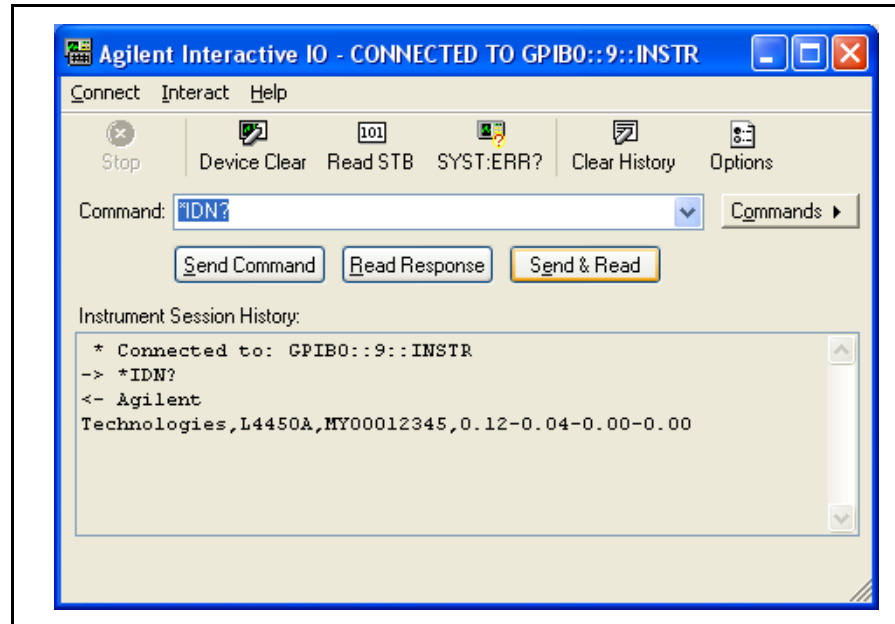 Agilent Interactive IO - CONNECTED TO GPIB0::9::INSTR
Connect Interact Help
101
Stop Device Clear Read STB SYST:ERR? Clear History Options
Command: *IDN? Commands
Send Command Read Response Send & Read
Instrument Session History:
* Connected to: GPIB0::9::INSTR
-> *IDN?
<- Agilent
Technologies,L4450A,MY00012345,0.12-0.04-0.00-0.00